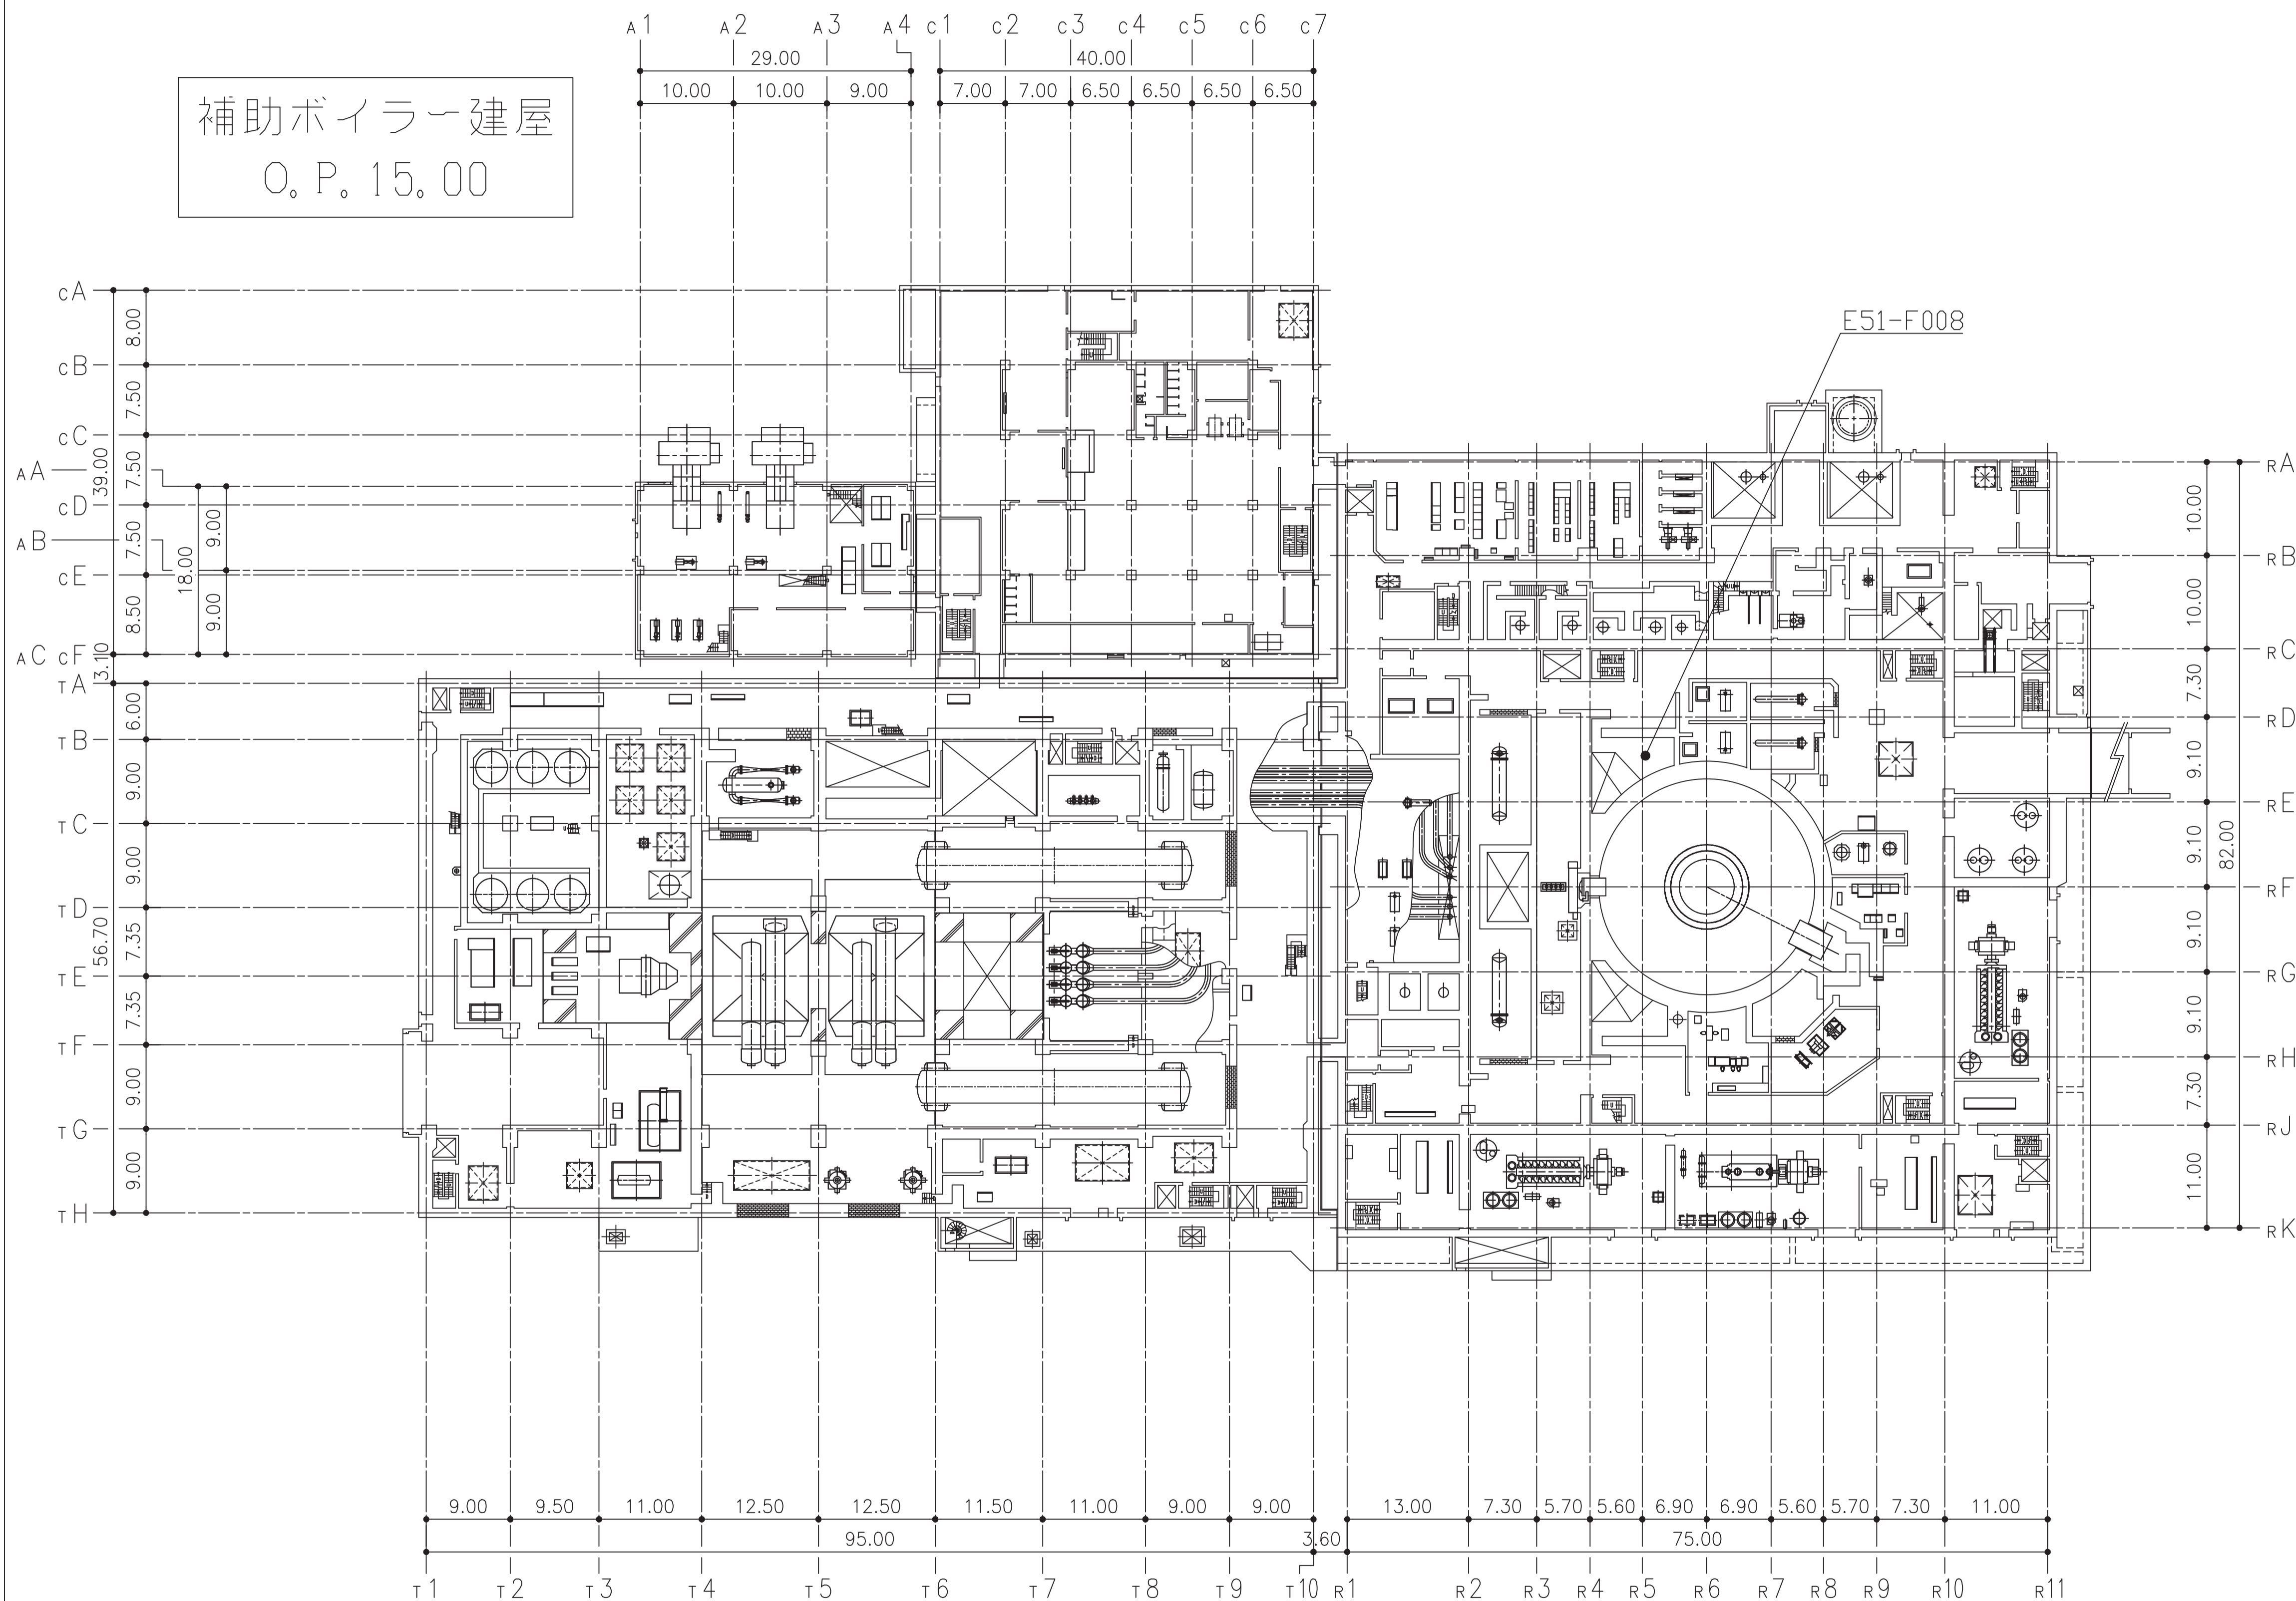 A1 A2 A3 A4 c1 c2 c3 c4 c5 c6 c7
29.00 40.00
10.00 10.00 9.00 7.00 7.00 6.50 6.50 6.50 6.50
補助ボイラー建屋
O.P.15.00
cA
8.00
E51-F008
cB
7.50
cC
39.00
7.50
AA
RA
cD
10.00
7.50
9.00
AB
18.00
RB
cE
8.50
9.00
10.00
AC cF
RC
3.10
TA
7.30
6.00
RD
TB
9.10
9.00
RE
TC
82.00
9.10
9.00
RF
TD
56.70
7.35
9.10
TE
RG
7.35
9.10
TF
RH
9.00
7.30
TG
RJ
9.00
11.00
TH
RK
9.00 9.50 11.00 12.50 12.50 11.50 11.00 9.00 9.00 13.00 7.30 5.70 5.60 6.90 6.90 5.60 5.70 7.30 11.00
95.00 3.60 75.00
T1 T2 T3 T4 T5 T6 T7 T8 T9 T10 R1 R2 R3 R4 R5 R6 R7 R8 R9 R10 R11